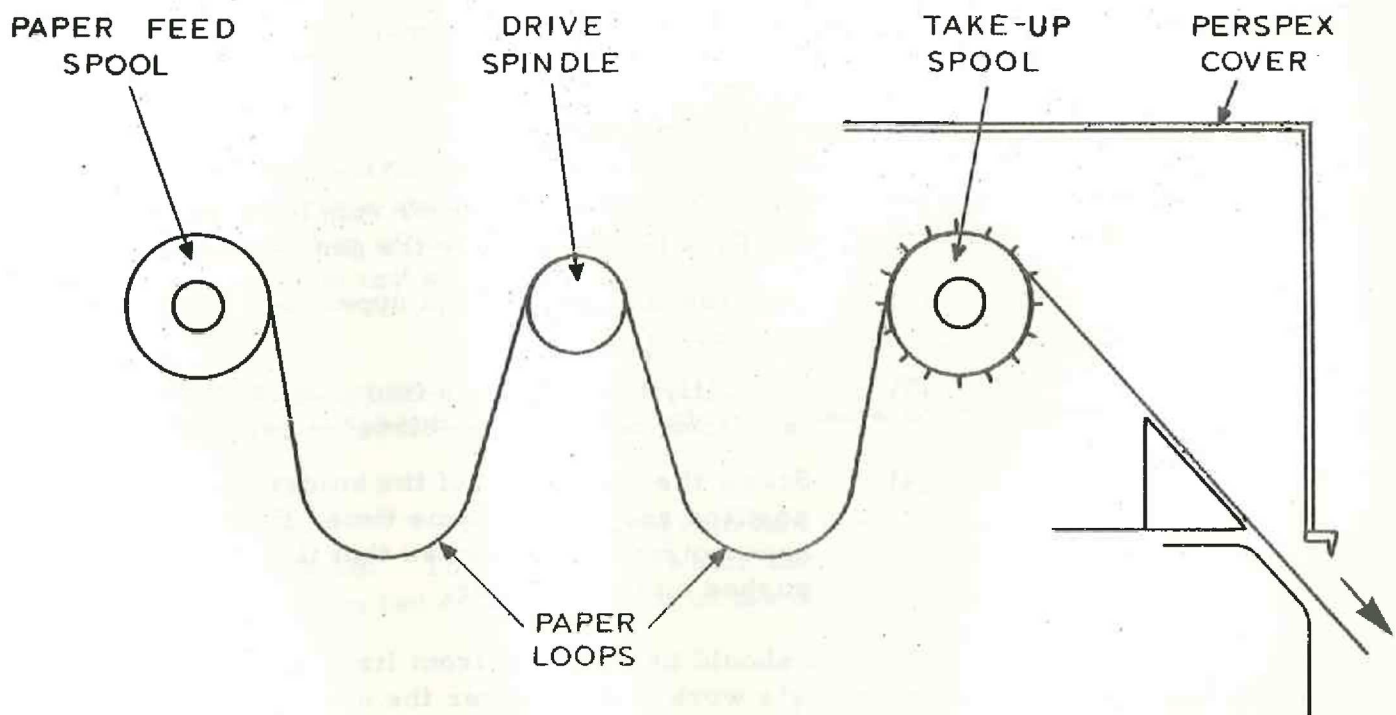 PAPER FEED
SPOOL
DRIVE
SPINDLE
TAKE-UP
SPOOL
PERSPEX
COVER
PAPER
LOOPS